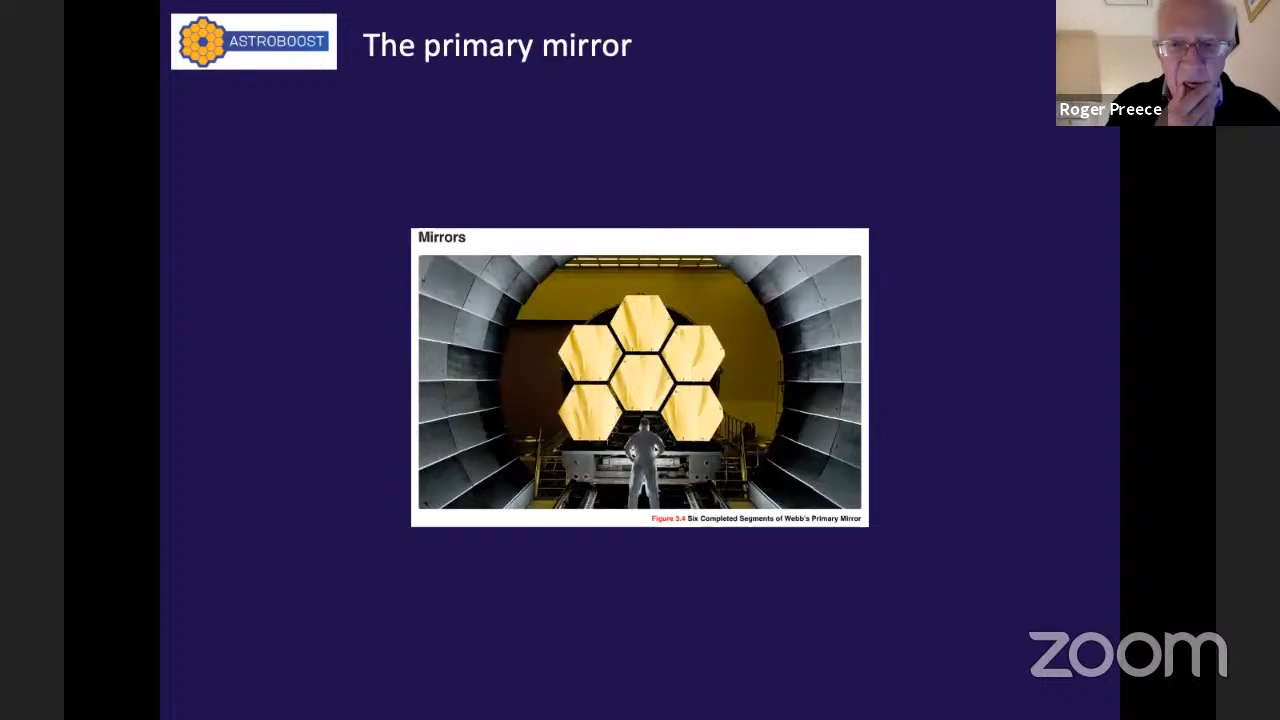 ASTROBOOST
The primary mirror
Roger Preece
Mirrors
Figure 3.4 Six Completed Segments of Webb's Primary Mirror
zoom